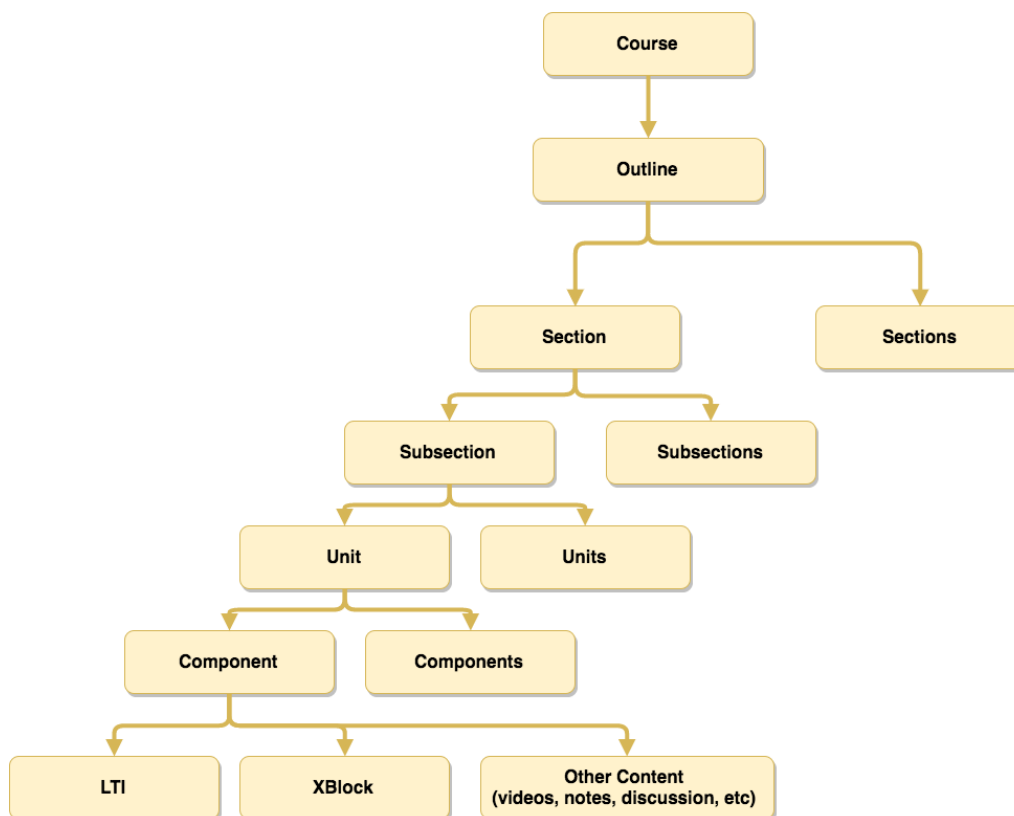 Course
Outline
Section
Sections
Subsection
Subsections
Unit
Units
Component
Components
LTI
XBlock
Other Content
(videos, notes, discussion, etc)